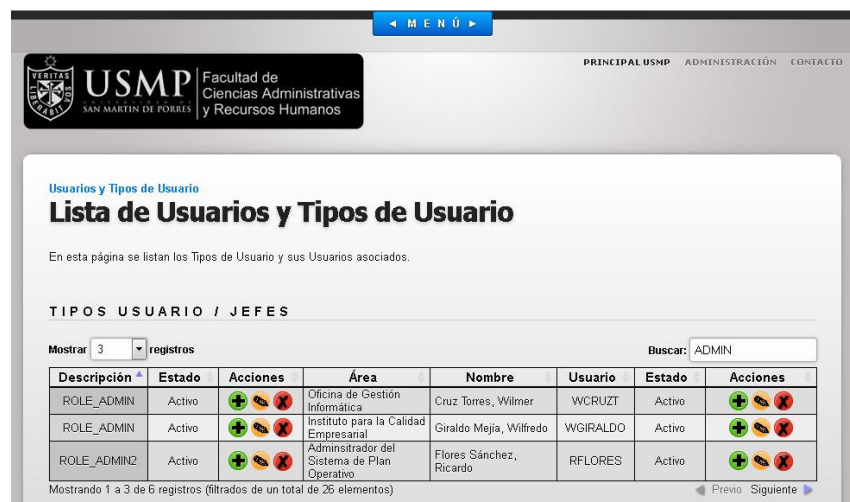 ◄ MENÚ ►
PRINCIPAL USMP ADMINISTRACIÓN CONTACTO
VERITAS
LIBERABIT VOS
USMP
UNIVERSIDAD DE
SAN MARTIN DE PORRES
Facultad de
Ciencias Administrativas
y Recursos Humanos
Usuarios y Tipos de Usuario
Lista de Usuarios y Tipos de Usuario
En esta página se listan los Tipos de Usuario y sus Usuarios asociados.
TIPOS USUARIO / JEFES
Mostrar 3 registros Buscar: ADMIN
Descripción Estado Acciones Área Nombre Usuario Estado Acciones
ROLE_ADMIN Activo Oficina de Gestión Informática Cruz Torres, Wilmer WCRUZT Activo
ROLE_ADMIN Activo Instituto para la Calidad Empresarial Giraldo Mejía, Wilfredo WGIRALDO Activo
ROLE_ADMIN2 Activo Adminsitrador del Sistema de Plan Operativo Flores Sánchez, Ricardo RFLORES Activo
Mostrando 1 a 3 de 6 registros (filtrados de un total de 26 elementos) Previo Siguiente